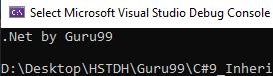 Select Microsoft Visual Studio Debug Console
.Net by Guru99
D:\Desktop\HSTDH\Guru99\C#9_Inheri